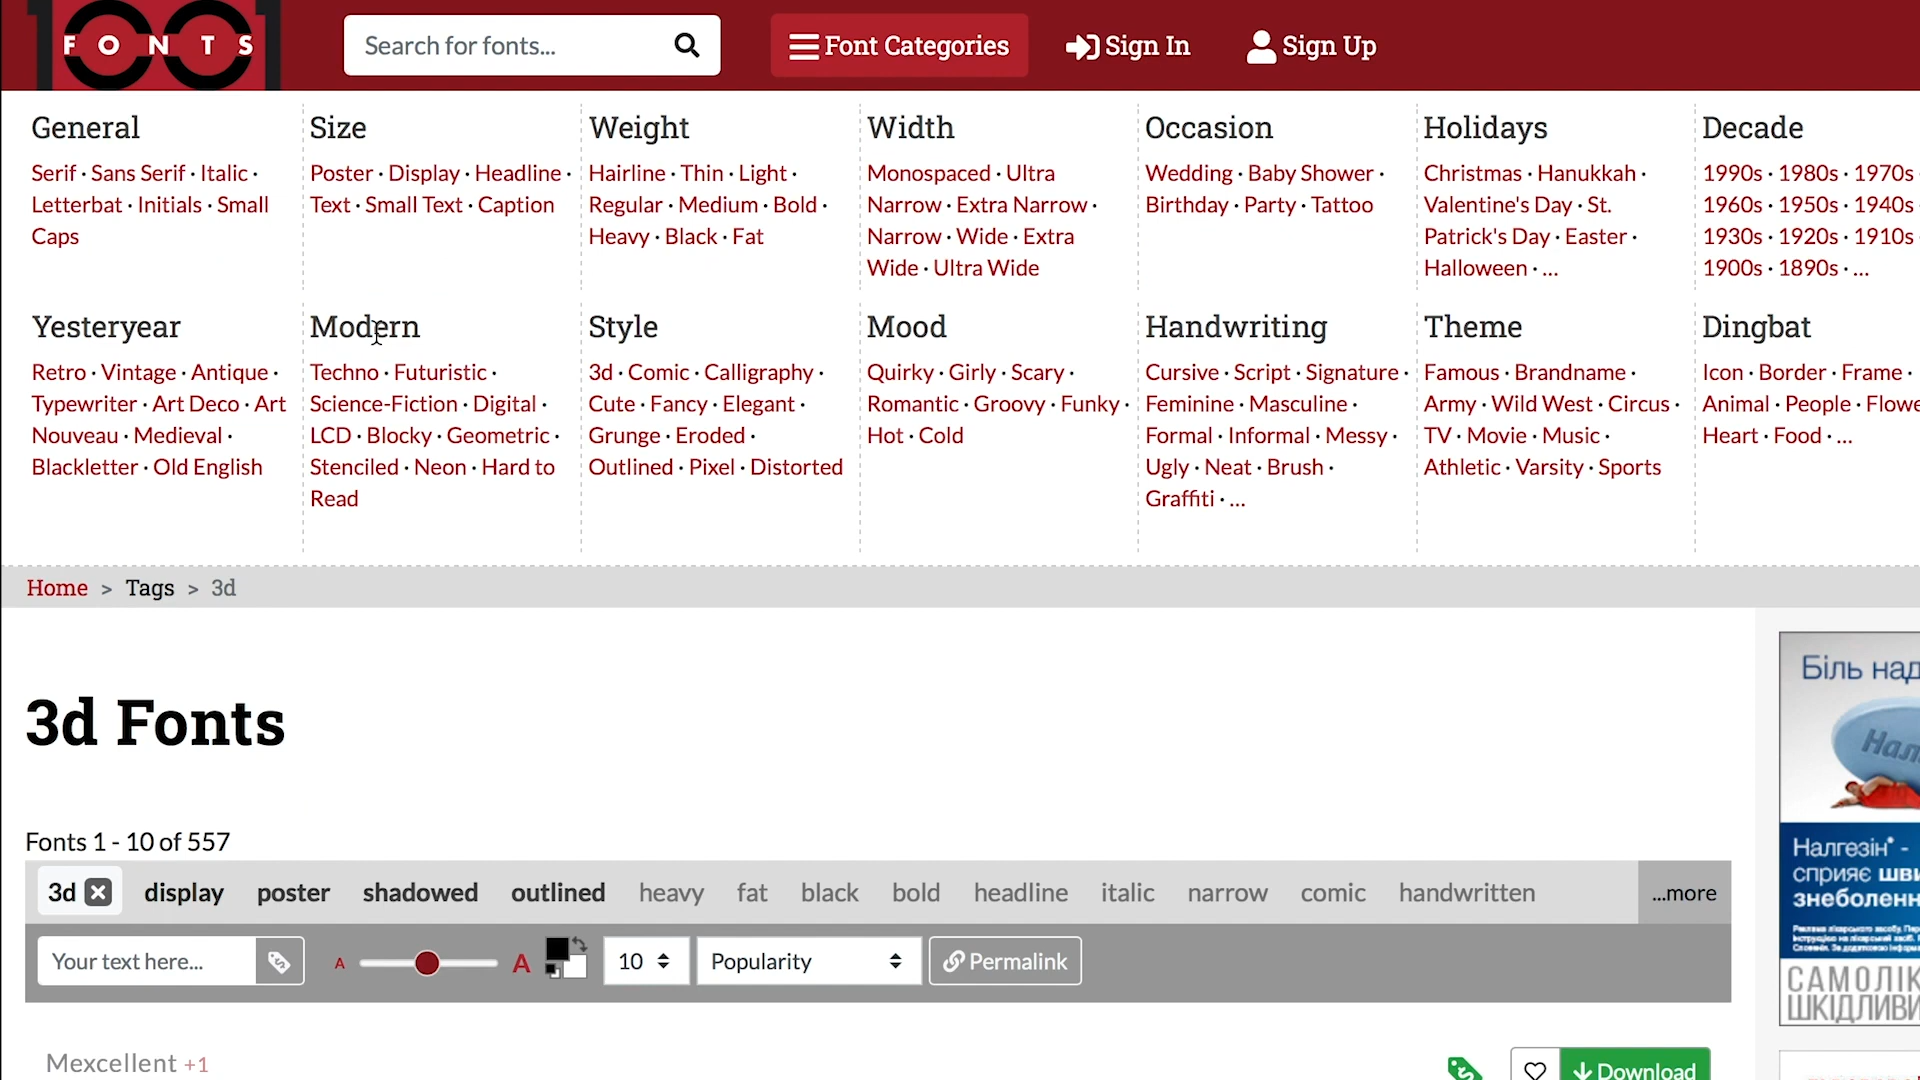 FONTS
Search for fonts...
Font Categories
Sign In
Sign Up
General
Serif · Sans Serif · Italic ·
Letterbat · Initials · Small
Caps
Size
Poster · Display · Headline ·
Text · Small Text · Caption
Weight
Hairline · Thin · Light ·
Regular · Medium · Bold ·
Heavy · Black · Fat
Width
Monospaced · Ultra
Narrow · Extra Narrow ·
Narrow · Wide · Extra
Wide · Ultra Wide
Occasion
Wedding · Baby Shower ·
Birthday · Party · Tattoo
Holidays
Christmas · Hanukkah ·
Valentine's Day · St.
Patrick's Day · Easter ·
Halloween · ...
Decade
1990s · 1980s · 1970s
1960s · 1950s · 1940s
1930s · 1920s · 1910s
1900s · 1890s · ...
Yesteryear
Retro · Vintage · Antique ·
Typewriter · Art Deco · Art
Nouveau · Medieval ·
Blackletter · Old English
Modern
Techno · Futuristic ·
Science-Fiction · Digital ·
LCD · Blocky · Geometric ·
Stenciled · Neon · Hard to
Read
Style
3d · Comic · Calligraphy ·
Cute · Fancy · Elegant ·
Grunge · Eroded ·
Outlined · Pixel · Distorted
Mood
Quirky · Girly · Scary ·
Romantic · Groovy · Funky ·
Hot · Cold
Handwriting
Cursive · Script · Signature ·
Feminine · Masculine ·
Formal · Informal · Messy ·
Ugly · Neat · Brush ·
Graffiti · ...
Theme
Famous · Brandname ·
Army · Wild West · Circus ·
TV · Movie · Music ·
Athletic · Varsity · Sports
Dingbat
Icon · Border · Frame ·
Animal · People · Flowe
Heart · Food · ...
Home > Tags > 3d
3d Fonts
Fonts 1 - 10 of 557
3d display poster shadowed outlined heavy fat black bold headline italic narrow comic handwritten ...more
Your text here... A A 10 Popularity Permalink
Mexcellent +1
Download
Біль над
Нал
Налгезін® -
сприяє шви
знеболенн
САМОЛІК
ШКІДЛИВИ